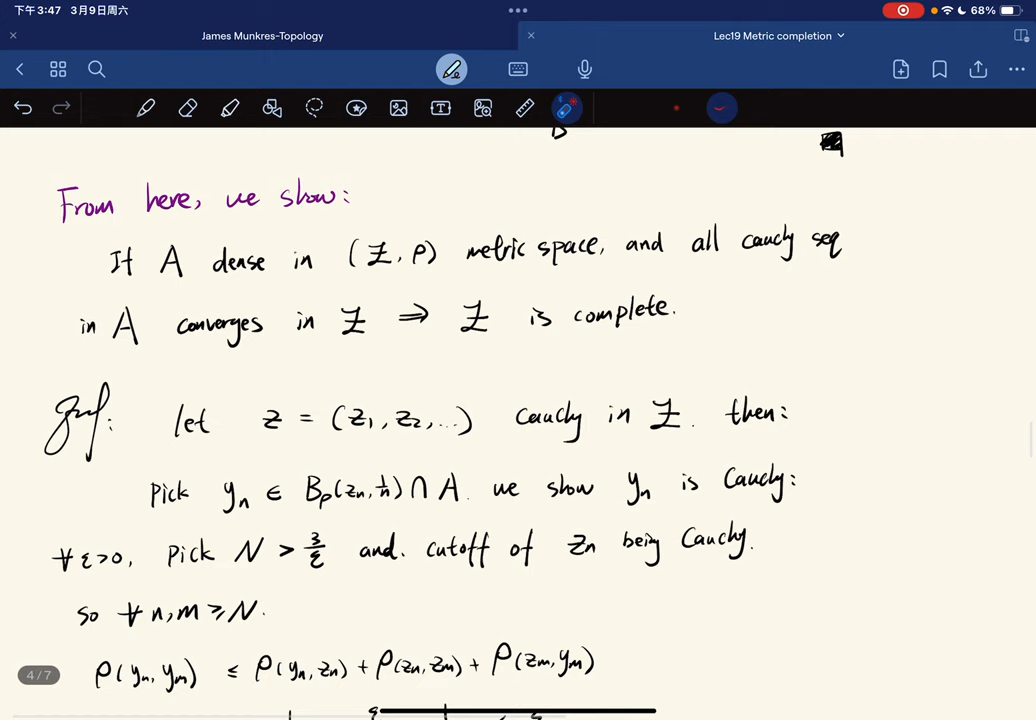 下午3:47 3月9日周六
68%
James Munkres-Topology
Lec19 Metric completion
From here, we show:
If A dense in (Z, ρ) metric space, and all cauchy seq
in A converges in Z ⇒ Z is complete.
prf: let z = (z₁, z₂, ...) Cauchy in Z. then:
Pick yₙ ∈ Bρ(zₙ, 1/n) ∩ A. we show yₙ is Cauchy:
∀ε>0, pick N > 3/ε and. cutoff of zₙ being Cauchy.
so ∀ n,m ≥ N.
ρ(yₙ, yₘ) ≤ ρ(yₙ, zₙ) + ρ(zₙ, zₘ) + ρ(zₘ, yₘ)
4/7